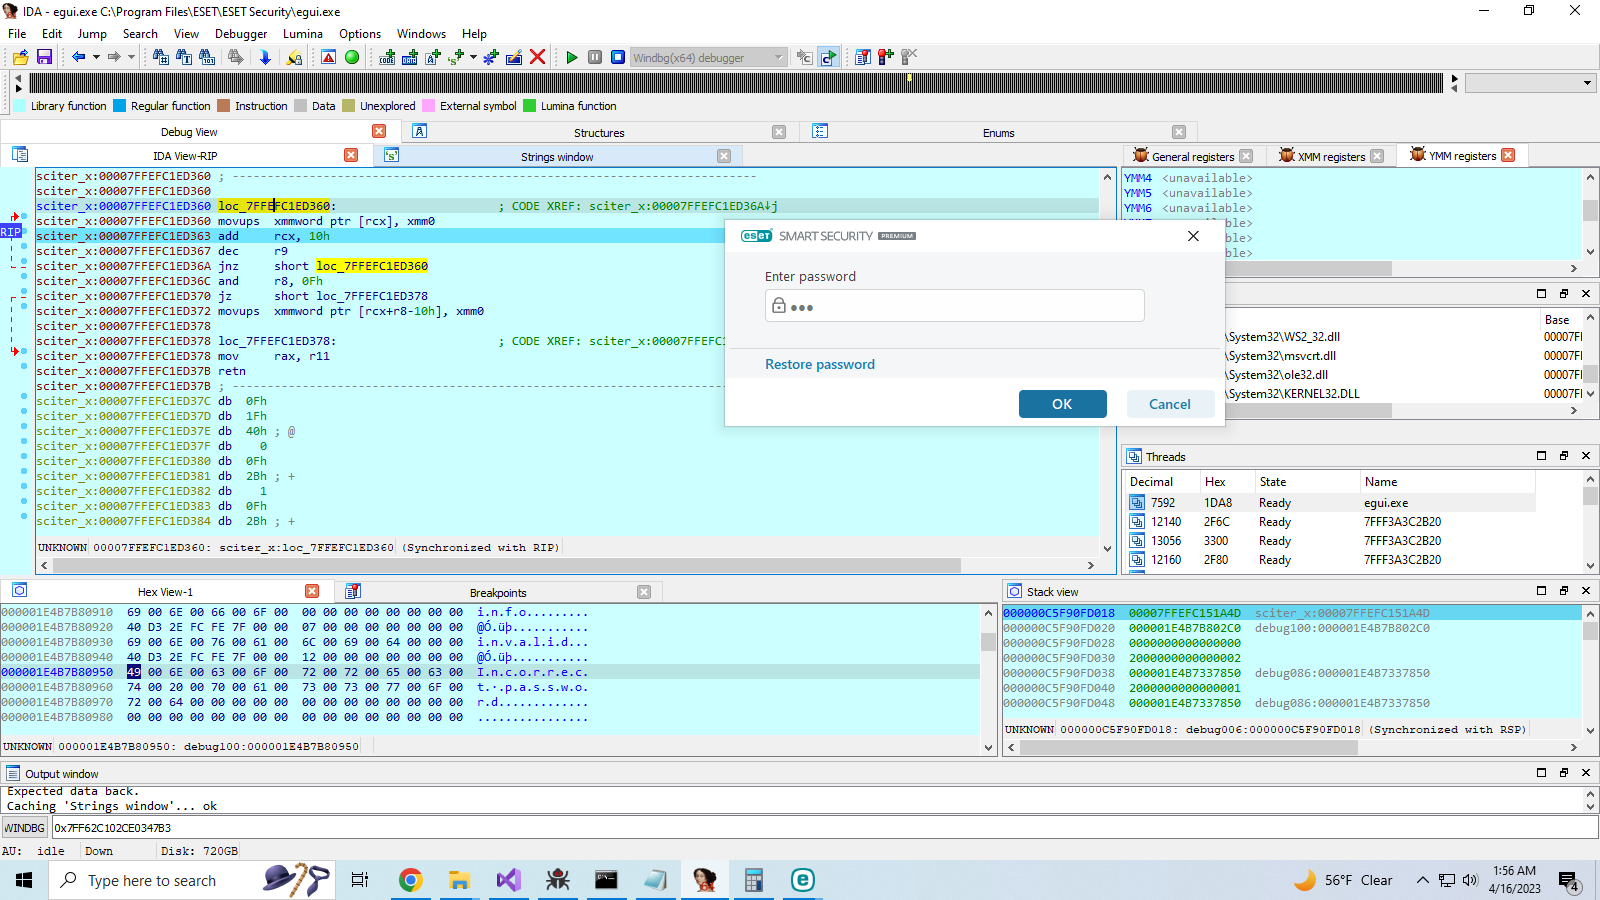 IDA - egui.exe C:\Program Files\ESET\ESET Security\egui.exe
File Edit Jump Search View Debugger Lumina Options Windows Help
Windbg(x64) debugger
Library function Regular function Instruction Data Unexplored External symbol Lumina function
Debug View Structures Enums
IDA View-RIP Strings window General registers XMM registers YMM registers
sciter_x:00007FFEFC1ED360 ; ---------------------------------------------------------------------------
sciter_x:00007FFEFC1ED360
sciter_x:00007FFEFC1ED360 loc_7FFEFC1ED360: ; CODE XREF: sciter_x:00007FFEFC1ED36A↓j
sciter_x:00007FFEFC1ED360 movups xmmword ptr [rcx], xmm0
RIP
sciter_x:00007FFEFC1ED363 add rcx, 10h
sciter_x:00007FFEFC1ED367 dec r9
sciter_x:00007FFEFC1ED36A jnz short loc_7FFEFC1ED360
sciter_x:00007FFEFC1ED36C and r8, 0Fh
sciter_x:00007FFEFC1ED370 jz short loc_7FFEFC1ED378
sciter_x:00007FFEFC1ED372 movups xmmword ptr [rcx+r8-10h], xmm0
sciter_x:00007FFEFC1ED378
sciter_x:00007FFEFC1ED378 loc_7FFEFC1ED378: ; CODE XREF: sciter_x:00007FFEFC1
sciter_x:00007FFEFC1ED378 mov rax, r11
sciter_x:00007FFEFC1ED37B retn
sciter_x:00007FFEFC1ED37B ; ---------------------------------------------------------------------------
sciter_x:00007FFEFC1ED37C db 0Fh
sciter_x:00007FFEFC1ED37D db 1Fh
sciter_x:00007FFEFC1ED37E db 40h ; @
sciter_x:00007FFEFC1ED37F db 0
sciter_x:00007FFEFC1ED380 db 0Fh
sciter_x:00007FFEFC1ED381 db 2Bh ; +
sciter_x:00007FFEFC1ED382 db 1
sciter_x:00007FFEFC1ED383 db 0Fh
sciter_x:00007FFEFC1ED384 db 2Bh ; +
UNKNOWN 00007FFEFC1ED360: sciter_x:loc_7FFEFC1ED360 (Synchronized with RIP)
YMM4 <unavailable>
YMM5 <unavailable>
YMM6 <unavailable>
ble>
ble>
eset SMART SECURITY PREMIUM
Enter password
•••
Restore password
OK Cancel
Base
\System32\WS2_32.dll 00007FI
\System32\msvcrt.dll 00007FI
\System32\ole32.dll 00007FI
\System32\KERNEL32.DLL 00007FI
Threads
Decimal Hex State Name
7592 1DA8 Ready egui.exe
12140 2F6C Ready 7FFF3A3C2B20
13056 3300 Ready 7FFF3A3C2B20
12160 2F80 Ready 7FFF3A3C2B20
Hex View-1 Breakpoints
000001E4B7B80910 69 00 6E 00 66 00 6F 00 00 00 00 00 00 00 00 00 i.n.f.o.........
000001E4B7B80920 40 D3 2E FC FE 7F 00 00 07 00 00 00 00 00 00 00 @Ó.üþ...........
000001E4B7B80930 69 00 6E 00 76 00 61 00 6C 00 69 00 64 00 00 00 i.n.v.a.l.i.d...
000001E4B7B80940 40 D3 2E FC FE 7F 00 00 12 00 00 00 00 00 00 00 @Ó.üþ...........
000001E4B7B80950 49 00 6E 00 63 00 6F 00 72 00 72 00 65 00 63 00 I.n.c.o.r.r.e.c.
000001E4B7B80960 74 00 20 00 70 00 61 00 73 00 73 00 77 00 6F 00 t. .p.a.s.s.w.o.
000001E4B7B80970 72 00 64 00 00 00 00 00 00 00 00 00 00 00 00 00 r.d.............
000001E4B7B80980 00 00 00 00 00 00 00 00 00 00 00 00 00 00 00 00 ................
UNKNOWN 000001E4B7B80950: debug100:000001E4B7B80950
Stack view
000000C5F90FD018 00007FFEFC151A4D sciter_x:00007FFEFC151A4D
000000C5F90FD020 000001E4B7B802C0 debug100:000001E4B7B802C0
000000C5F90FD028 0000000000000000
000000C5F90FD030 2000000000000002
000000C5F90FD038 000001E4B7337850 debug086:000001E4B7337850
000000C5F90FD040 2000000000000001
000000C5F90FD048 000001E4B7337850 debug086:000001E4B7337850
UNKNOWN 000000C5F90FD018: debug006:000000C5F90FD018 (Synchronized with RSP)
Output window
Expected data back.
Caching 'Strings window'... ok
WINDBG 0x7FF62C102CE0347B3
AU: idle Down Disk: 720GB
Type here to search
56°F Clear
1:56 AM
4/16/2023
4